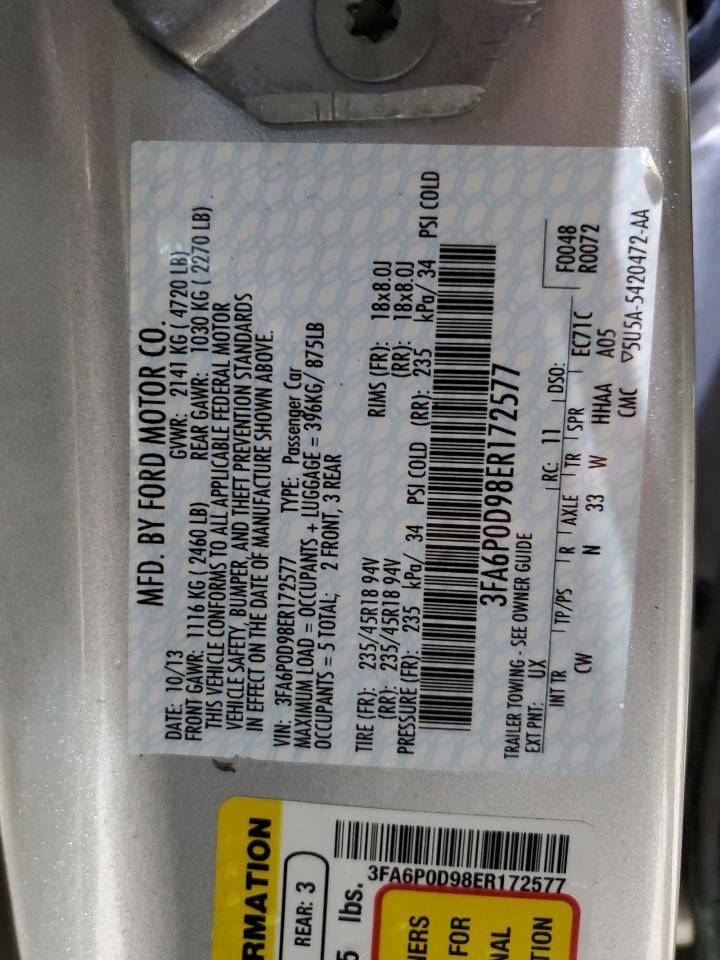 MFD. BY FORD MOTOR CO.
DATE: 10/13 GVWR: 2141 KG ( 4720 LB)
FRONT GAWR: 1116 KG ( 2460 LB) REAR GAWR: 1030 KG ( 2270 LB)
THIS VEHICLE CONFORMS TO ALL APPLICABLE FEDERAL MOTOR
VEHICLE SAFETY, BUMPER, AND THEFT PREVENTION STANDARDS
IN EFFECT ON THE DATE OF MANUFACTURE SHOWN ABOVE.
VIN: 3FA6P0D98ER172577 TYPE: Passenger Car
MAXIMUM LOAD = OCCUPANTS + LUGGAGE = 396KG/ 875LB
OCCUPANTS = 5 TOTAL; 2 FRONT, 3 REAR
TIRE (FR): 235/45R18 94V RIMS (FR): 18x8.0J
(RR): 235/45R18 94V (RR): 18x8.0J
PRESSURE (FR): 235 kPa/ 34 PSI COLD (RR): 235 kPa/ 34 PSI COLD
3FA6P0D98ER172577
TRAILER TOWING - SEE OWNER GUIDE
EXT PNT: UX RC: 11 DSO: F0048
R0072
INT TR TP/PS R AXLE TR SPR EC71C
CW N 33 W HHAA A05
CMC ▽5U5A-5420472-AA
RMATION
REAR: 3
5 lbs.
3FA6P0D98ER172577
NERS
FOR
NAL
TION